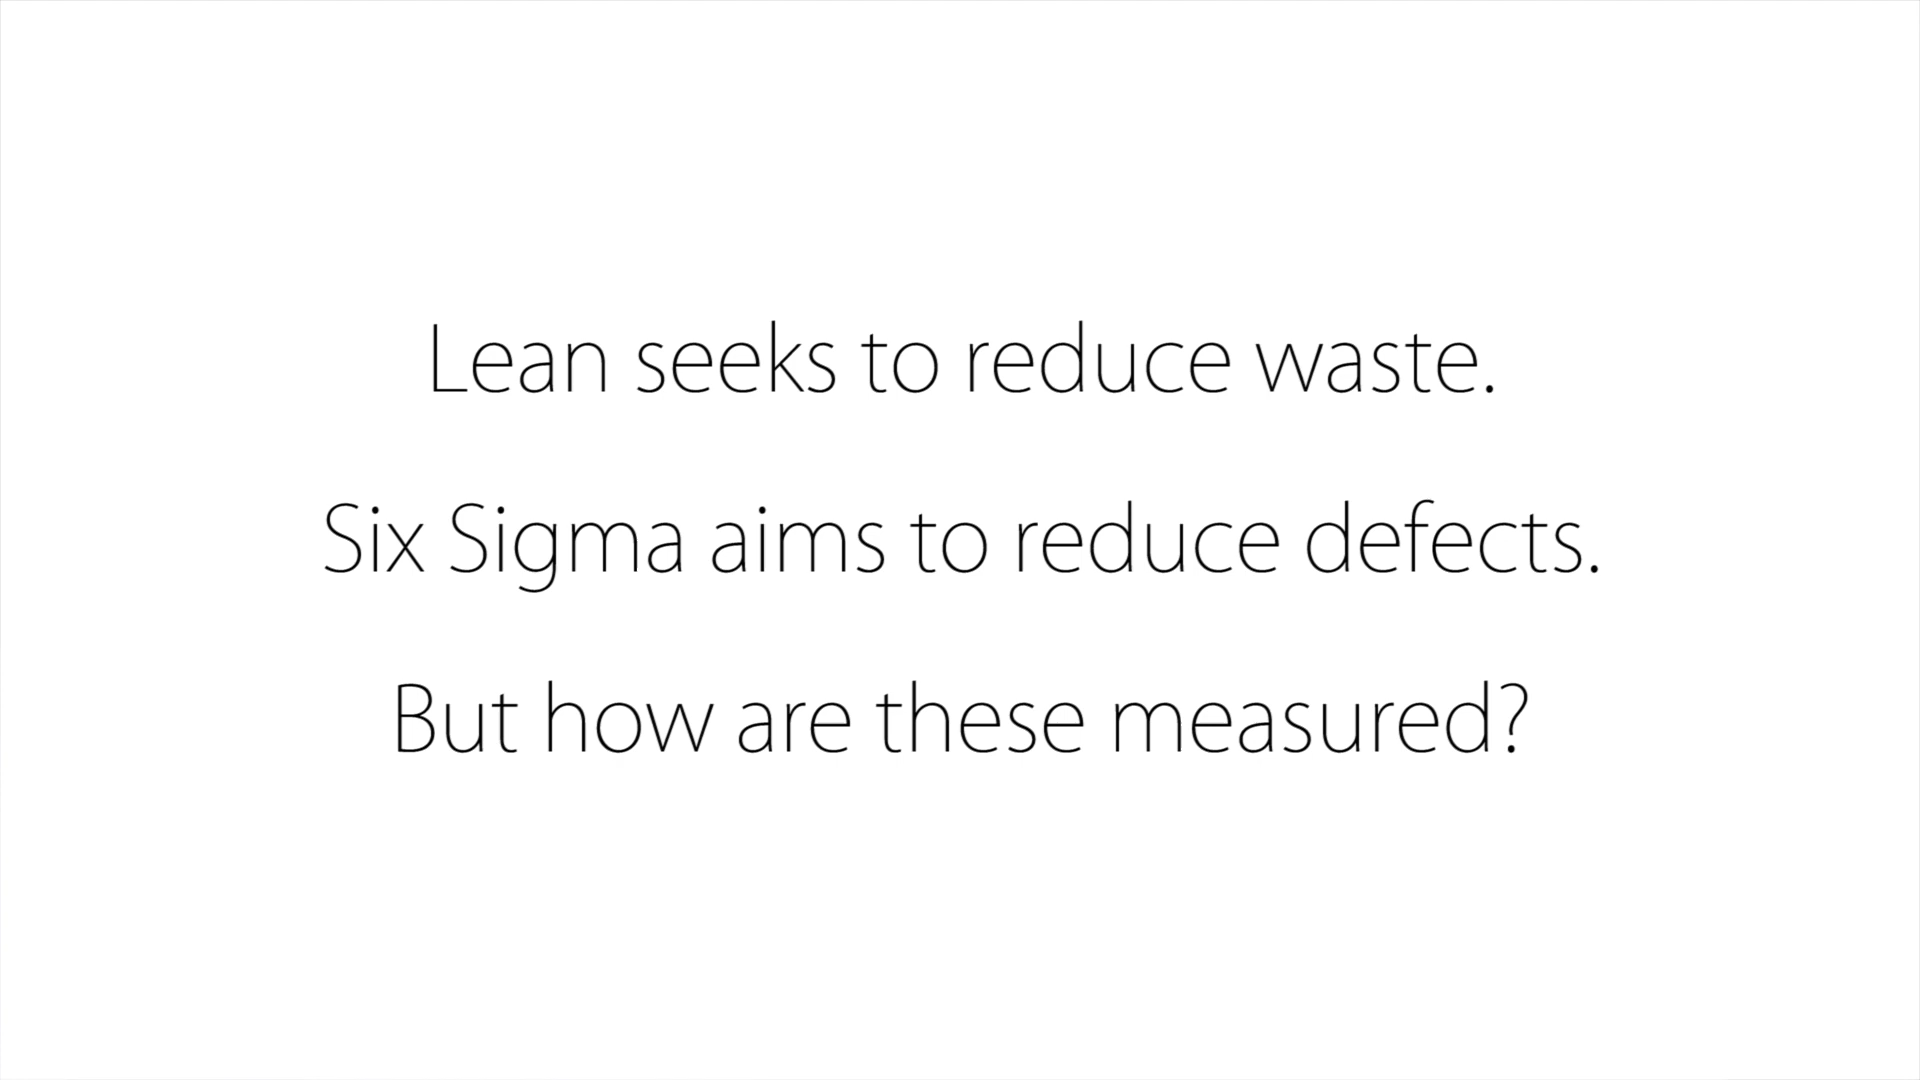 Lean seeks to reduce waste.
Six Sigma aims to reduce defects.
But how are these measured?